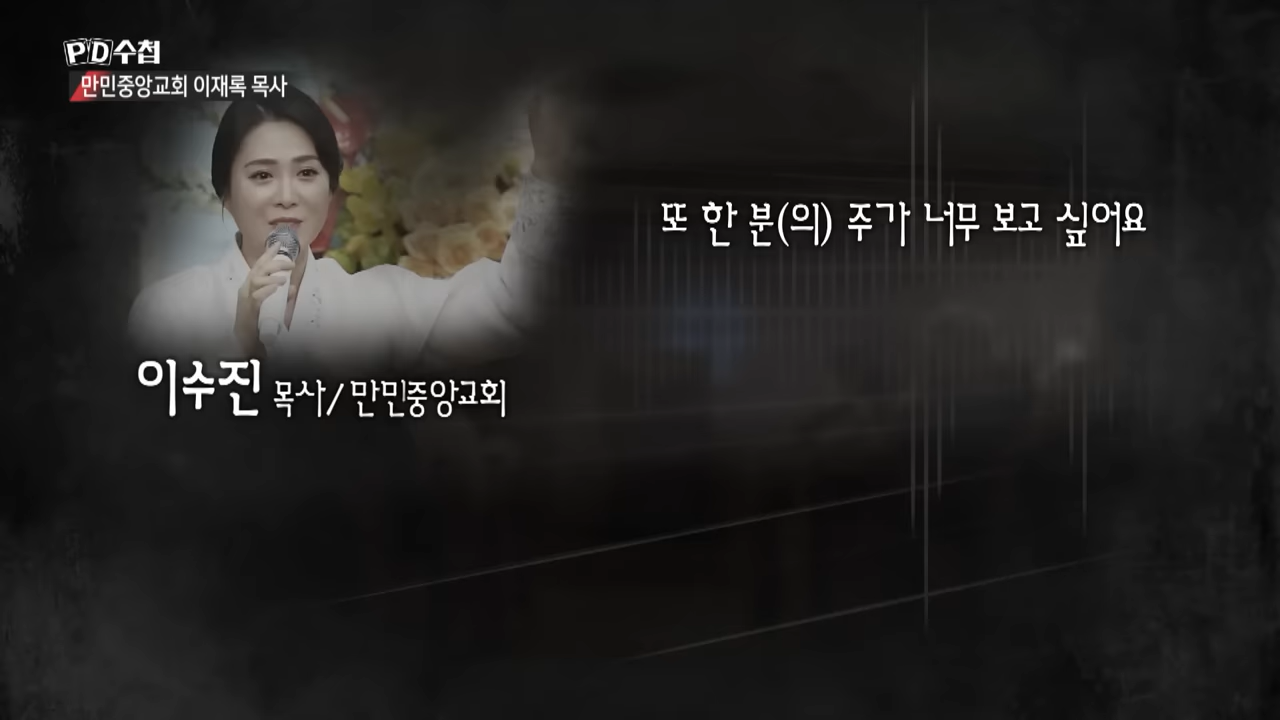 PD수첩
만민중앙교회 이재록 목사
또 한 분(의) 주가 너무 보고 싶어요
이수진 목사/만민중앙교회